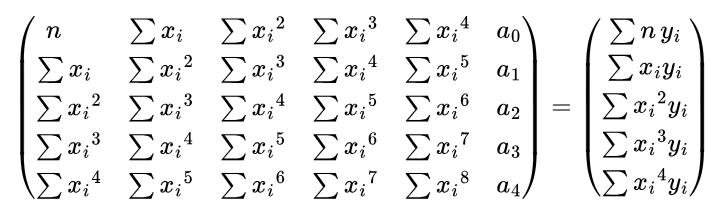 n ∑xᵢ ∑xᵢ² ∑xᵢ³ ∑xᵢ⁴ a₀ ∑n yᵢ
∑xᵢ ∑xᵢ² ∑xᵢ³ ∑xᵢ⁴ ∑xᵢ⁵ a₁ ∑xᵢyᵢ
∑xᵢ² ∑xᵢ³ ∑xᵢ⁴ ∑xᵢ⁵ ∑xᵢ⁶ a₂ = ∑xᵢ²yᵢ
∑xᵢ³ ∑xᵢ⁴ ∑xᵢ⁵ ∑xᵢ⁶ ∑xᵢ⁷ a₃ ∑xᵢ³yᵢ
∑xᵢ⁴ ∑xᵢ⁵ ∑xᵢ⁶ ∑xᵢ⁷ ∑xᵢ⁸ a₄ ∑xᵢ⁴yᵢ